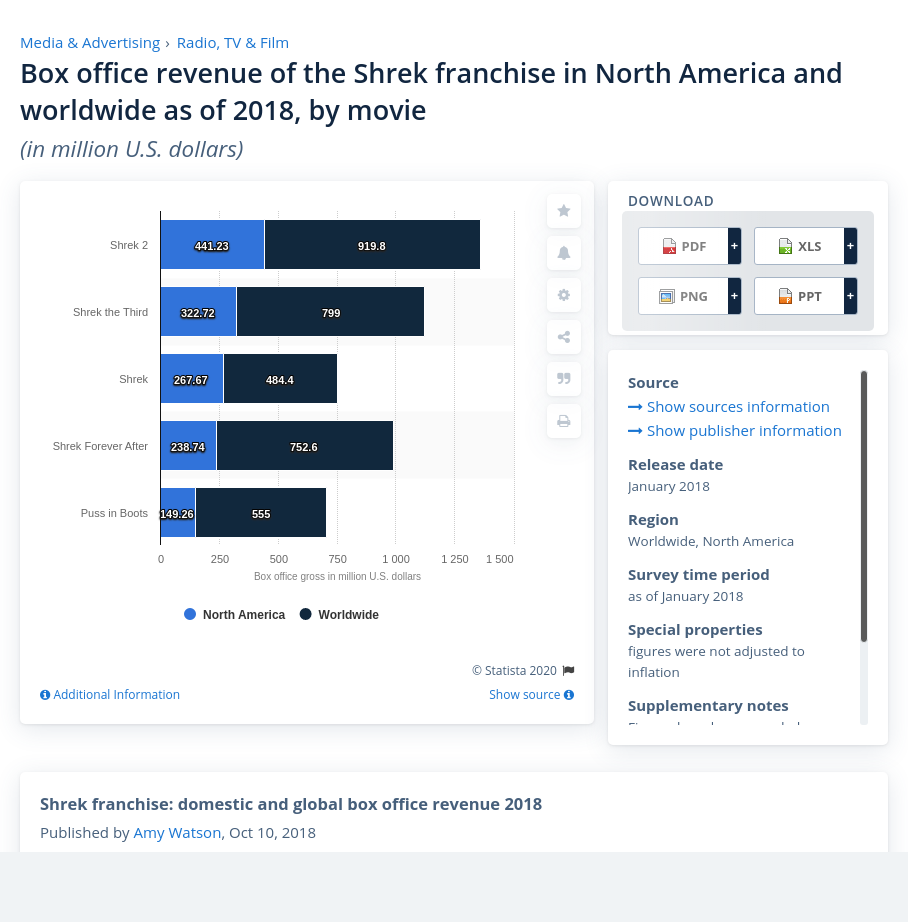 Media & Advertising › Radio, TV & Film
Box office revenue of the Shrek franchise in North America and
worldwide as of 2018, by movie
(in million U.S. dollars)
Shrek 2
441.23
919.8
Shrek the Third
322.72
799
Shrek
267.67
484.4
Shrek Forever After
238.74
752.6
Puss in Boots
149.26
555
0 250 500 750 1 000 1 250 1 500
Box office gross in million U.S. dollars
North America Worldwide
© Statista 2020
Additional Information
Show source
DOWNLOAD
PDF +
XLS +
PNG +
PPT +
Source
Show sources information
Show publisher information
Release date
January 2018
Region
Worldwide, North America
Survey time period
as of January 2018
Special properties
figures were not adjusted to
inflation
Supplementary notes
Shrek franchise: domestic and global box office revenue 2018
Published by Amy Watson, Oct 10, 2018